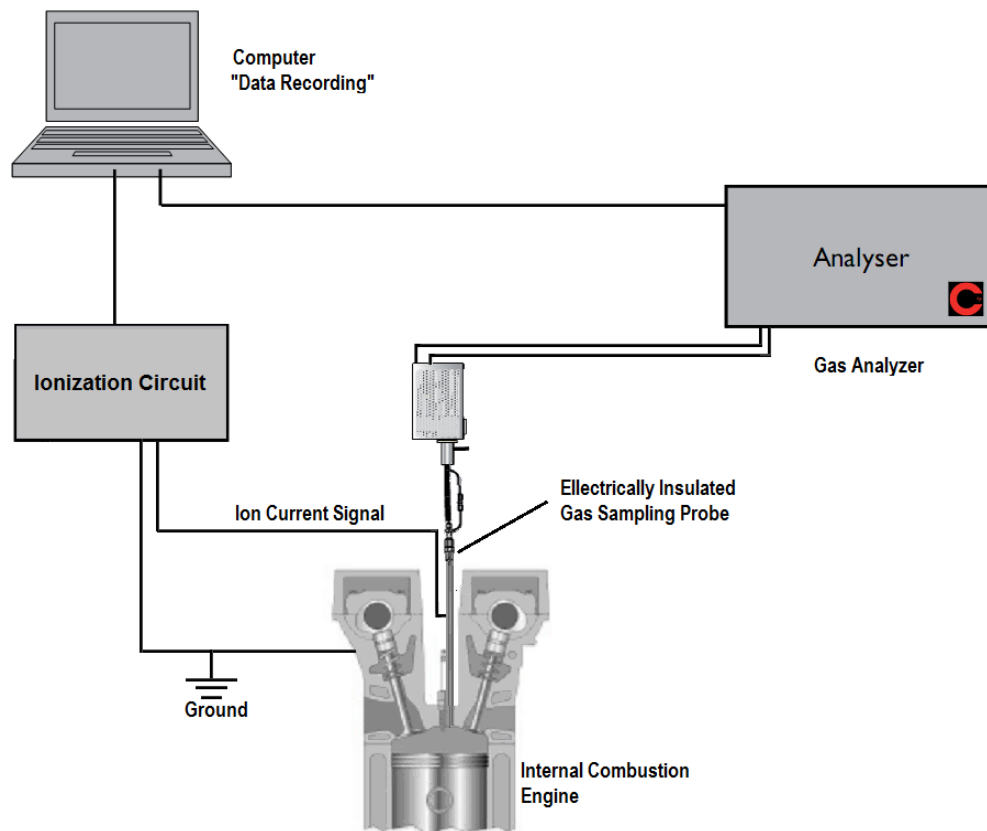 Computer
"Data Recording"
Analyser
Gas Analyzer
Ionization Circuit
Ion Current Signal
Ellectrically Insulated
Gas Sampling Probe
Ground
Internal Combustion
Engine